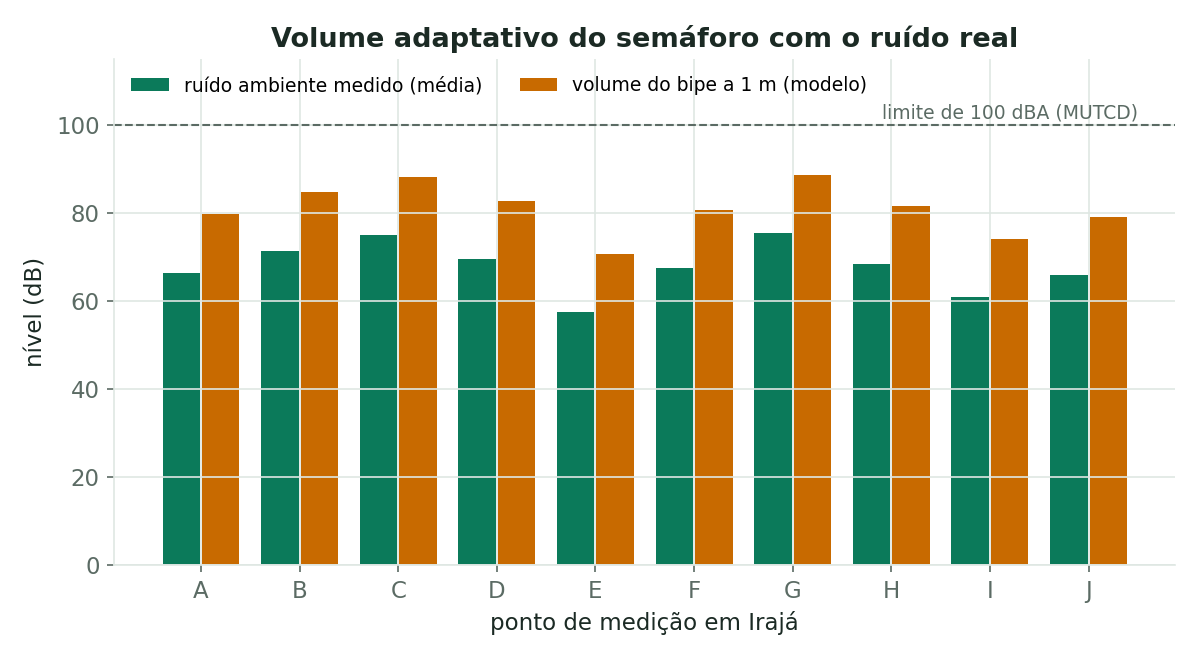 Volume adaptativo do semáforo com o ruído real
ruído ambiente medido (média)
volume do bipe a 1 m (modelo)
limite de 100 dBA (MUTCD)
nível (dB)
100
80
60
40
20
0
A B C D E F G H I J
ponto de medição em Irajá